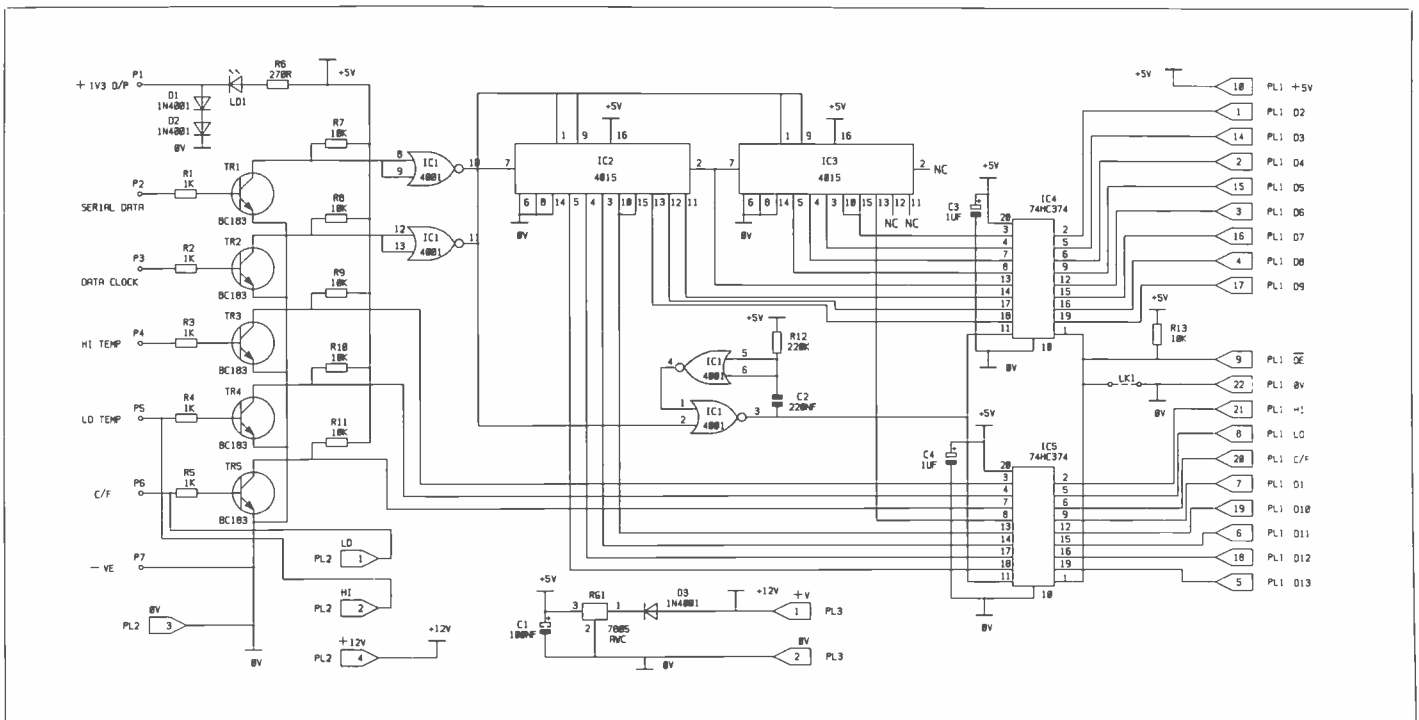 + 1V3 O/P P1
D1
1N4001
D2
1N4001
0V
LD1
R6
270R
+5V
R7
10K
TR1
P2 R1
1K
SERIAL DATA
BC183
R8
10K
TR2
P3 R2
1K
DATA CLOCK
BC183
R9
10K
TR3
P4 R3
1K
HI TEMP
BC183
R10
10K
TR4
P5 R4
1K
LO TEMP
BC183
R11
10K
TR5
P6 R5
1K
C/F
BC183
- VE P7
0V
PL2 3
0V
LO
PL2 1
HI
PL2 2
+12V
PL2 4
+12V
8
9
IC1
4001
10
12
13
IC1
4001
11
+5V
1 9 16
7 IC2 2
4015
6 8 14 5 4 3 10 15 13 12 11
0V
+5V
1 9 16
7 IC3 2 NC
4015
6 8 14 5 4 3 10 15 13 12 11
NC NC
0V
+5V
R12
220K
4 IC1 5
4001 6
C2
220NF
1 IC1 3
2 4001
+5V
C3
1UF
IC4
74HC374
20
3 2
4 5
7 6
8 9
13 12
14 15
17 16
18 19
11 1
10
0V
+5V
C4
1UF
IC5
74HC374
20
3 2
4 5
7 6
8 9
13 12
14 15
17 16
18 19
11 1
10
0V
+5V
C1
100NF
3 RG1 1
2 7805
AWC
D3
1N4001
+12V
+V
1 PL3
0V
2 PL3
0V
+5V
10 PL1 +5V
1 PL1 D2
14 PL1 D3
2 PL1 D4
15 PL1 D5
3 PL1 D6
16 PL1 D7
4 PL1 D8
17 PL1 D9
+5V
R13
10K
9 PL1 OE
LK1
22 PL1 0V
0V
21 PL1 HI
8 PL1 LO
20 PL1 C/F
7 PL1 D1
19 PL1 D10
6 PL1 D11
18 PL1 D12
5 PL1 D13